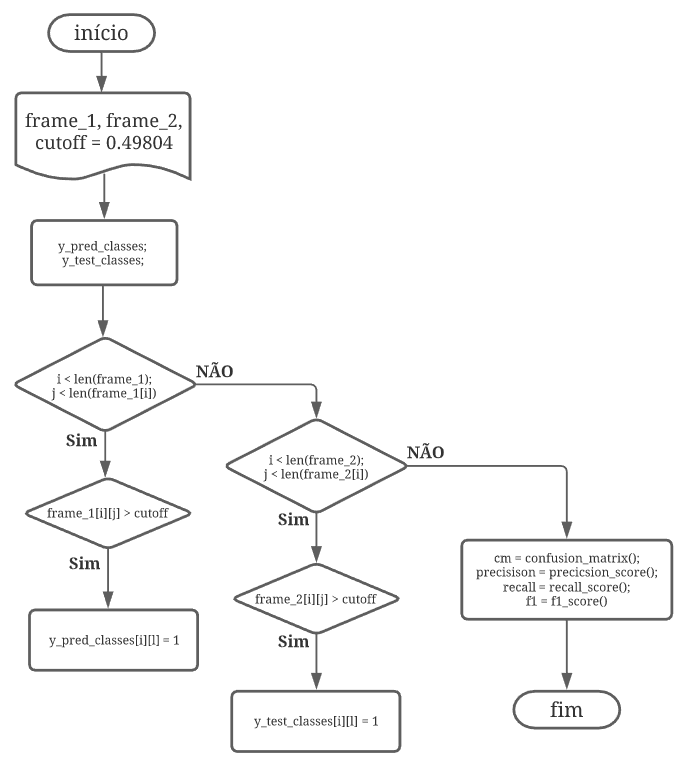 início
frame_1, frame_2,
cutoff = 0.49804
y_pred_classes;
y_test_classes;
i < len(frame_1);
j < len(frame_1[i])
NÃO
Sim
frame_1[i][j] > cutoff
Sim
y_pred_classes[i][l] = 1
i < len(frame_2);
j < len(frame_2[i])
NÃO
Sim
frame_2[i][j] > cutoff
Sim
y_test_classes[i][l] = 1
cm = confusion_matrix();
precisison = precicsion_score();
recall = recall_score();
f1 = f1_score()
fim